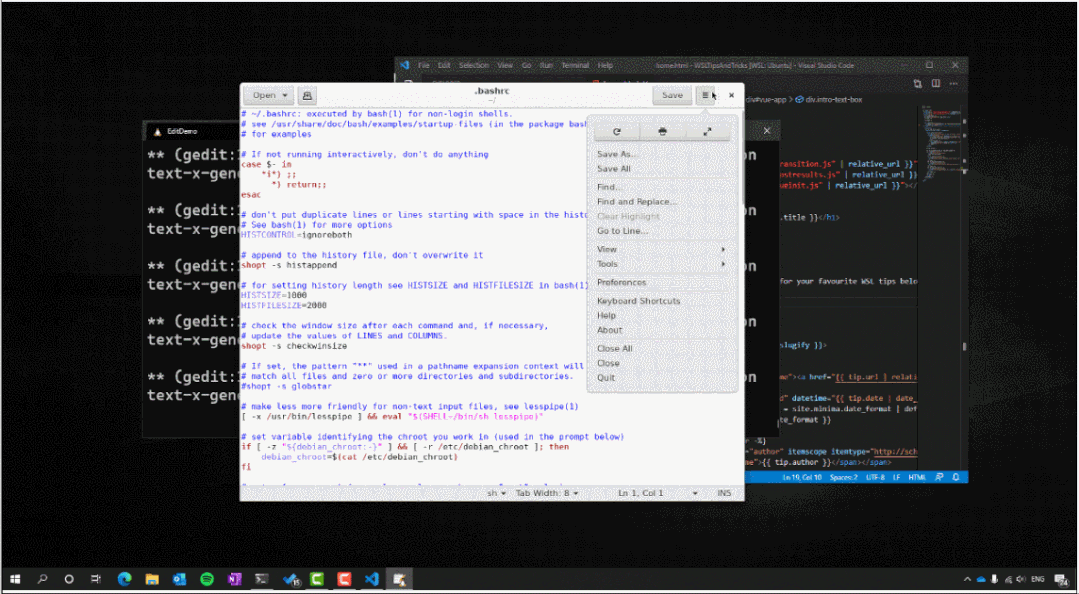 File Edit Selection View Go Run Terminal Help
home.html - WSLTipsAndTricks [WSL: Ubuntu] - Visual Studio Code
Open
.bashrc
~/
Save
div#vue-app > div.intro-text-box
EditDemo
# ~/.bashrc: executed by bash(1) for non-login shells.
# see /usr/share/doc/bash/examples/startup-files (in the package bash
# for examples
# If not running interactively, don't do anything
case $- in
*i*) ;;
*) return;;
esac
# don't put duplicate lines or lines starting with space in the histo
# See bash(1) for more options
HISTCONTROL=ignoreboth
# append to the history file, don't overwrite it
shopt -s histappend
# for setting history length see HISTSIZE and HISTFILESIZE in bash(1)
HISTSIZE=1000
HISTFILESIZE=2000
# check the window size after each command and, if necessary,
# update the values of LINES and COLUMNS.
shopt -s checkwinsize
# If set, the pattern "**" used in a pathname expansion context will
# match all files and zero or more directories and subdirectories.
#shopt -s globstar
# make less more friendly for non-text input files, see lesspipe(1)
[ -x /usr/bin/lesspipe ] && eval "$(SHELL=/bin/sh lesspipe)"
# set variable identifying the chroot you work in (used in the prompt below)
if [ -z "${debian_chroot:-}" ] && [ -r /etc/debian_chroot ]; then
debian_chroot=$(cat /etc/debian_chroot)
fi
sh Tab Width: 8 Ln 1, Col 1 INS
Save As...
Save All
Find...
Find and Replace...
Clear Highlight
Go to Line...
View
Tools
Preferences
Keyboard Shortcuts
Help
About
Close All
Close
Quit
** (gedit:
text-x-gen
** (gedit:
text-x-gen
** (gedit:
text-x-gen
** (gedit:
text-x-gen
** (gedit:
text-x-gen
on
on
on
on
on
ansition.js" | relative_url }}"
stresults.js" | relative_url }}
einit.js" | relative_url }}"></
.title }}</h1>
for your favourite WSL tips belo
slugify }}>
me"><a href="{{ tip.url | relati
d" datetime="{{ tip.date | date_
= site.minima.date_format | def
te_format }}
-%}
"author" itemscope itemtype="http://sch
me">{{ tip.author }}</span></span>
Ln 19, Col 10 Spaces: 2 UTF-8 LF HTML
ENG